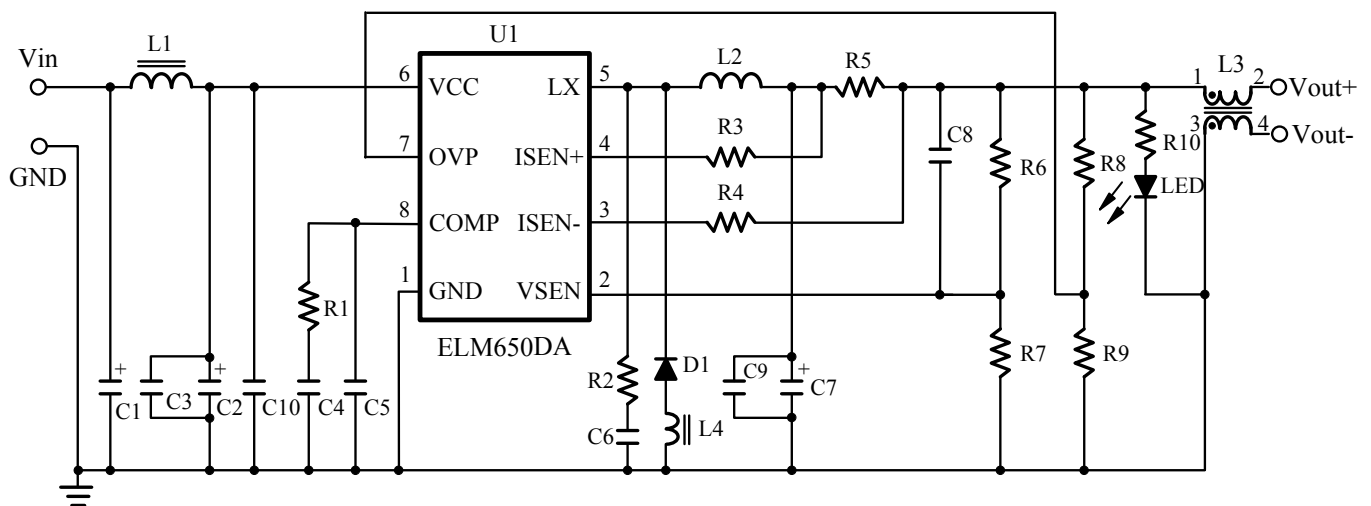 U1
Vin
L1
L2
R5
L3
6
VCC
LX
5
1
2
Vout+
R3
C8
3
4
Vout-
7
OVP
ISEN+
4
R10
GND
R4
R6
R8
LED
8
COMP
ISEN-
3
1
GND
VSEN
2
R1
ELM650DA
R7
R9
+
+
+
R2
D1
C9
C7
C1
C3
C2
C10
C4
C5
C6
L4